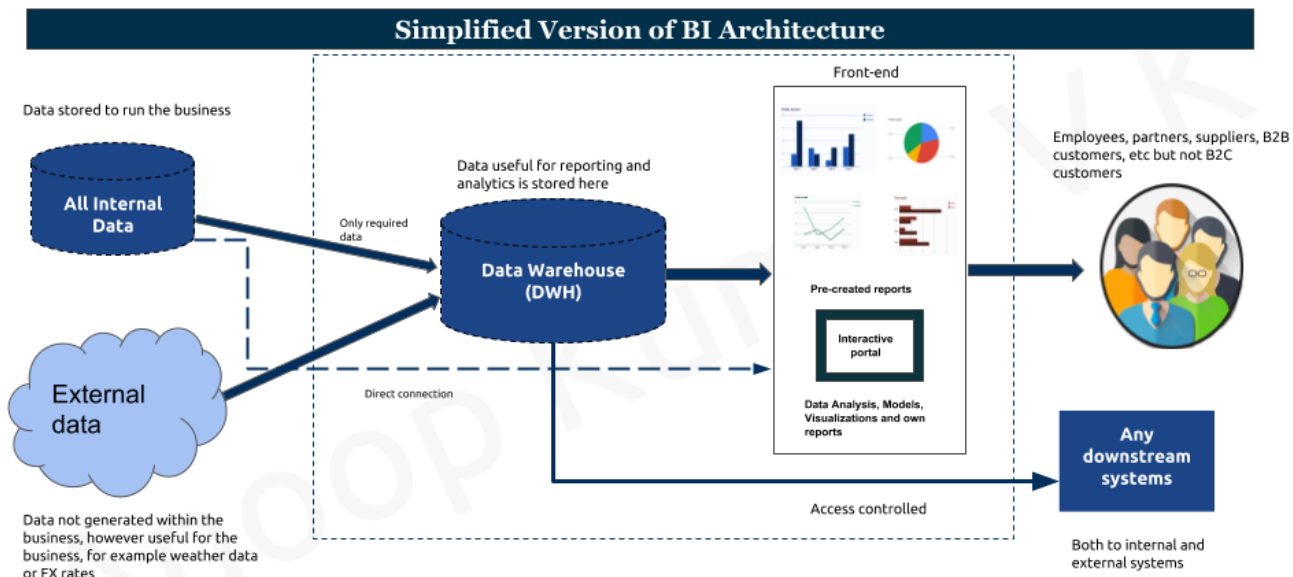 Simplified Version of BI Architecture
Data stored to run the business
All Internal
Data
External
data
Data not generated within the
business, however useful for the
business, for example weather data
or FX rates
Only required
data
Data useful for reporting and
analytics is stored here
Data Warehouse
(DWH)
Direct connection
Front-end
Pre-created reports
Interactive
portal
Data Analysis, Models,
Visualizations and own
reports
Access controlled
Employees, partners, suppliers, B2B
customers, etc but not B2C
customers
Any
downstream
systems
Both to internal and
external systems